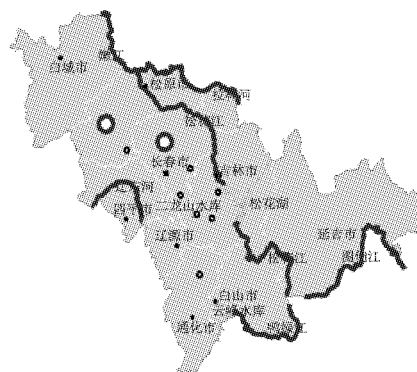 嫩江
白城市
松原市
拉林河
松花江
长春市
吉林市
辽 河
四平市
二龙山水库
松花湖
辽源市
延吉市
松花江
图们江
白山市
云峰水库
鸭绿江
通化市